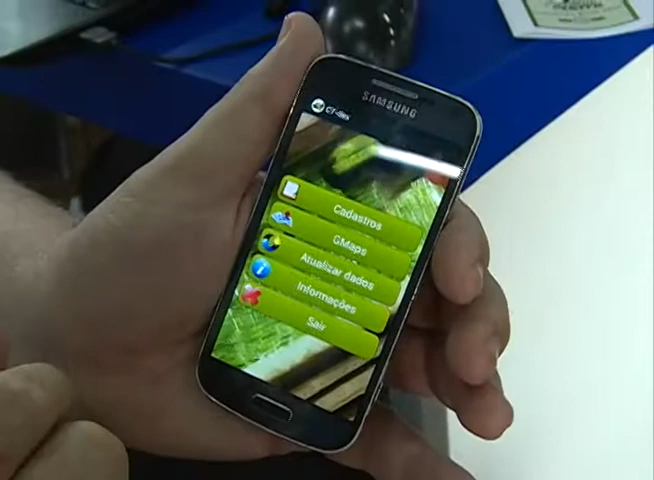 SAMSUNG
Cadastros
GMaps
Atualizar dados
Informações
Sair